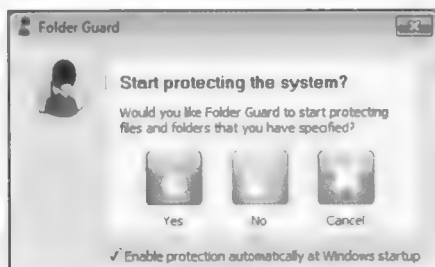 Folder Guard
Start protecting the system?
Would you like Folder Guard to start protecting
files and folders that you have specified?
Yes No Cancel
Enable protection automatically at Windows startup